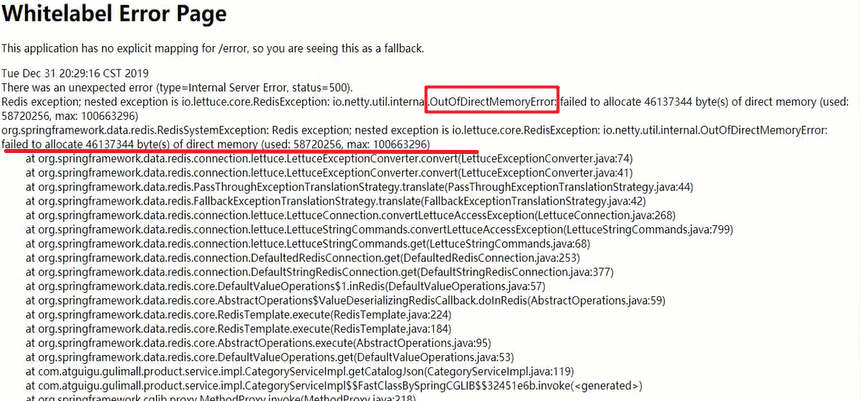 Whitelabel Error Page
This application has no explicit mapping for /error, so you are seeing this as a fallback.
Tue Dec 31 20:29:16 CST 2019
There was an unexpected error (type=Internal Server Error, status=500).
Redis exception; nested exception is io.lettuce.core.RedisException: io.netty.util.internal.OutOfDirectMemoryError: failed to allocate 46137344 byte(s) of direct memory (used:
58720256, max: 100663296)
org.springframework.data.redis.RedisSystemException: Redis exception; nested exception is io.lettuce.core.RedisException: io.netty.util.internal.OutOfDirectMemoryError:
failed to allocate 46137344 byte(s) of direct memory (used: 58720256, max: 100663296)
at org.springframework.data.redis.connection.lettuce.LettuceExceptionConverter.convert(LettuceExceptionConverter.java:74)
at org.springframework.data.redis.connection.lettuce.LettuceExceptionConverter.convert(LettuceExceptionConverter.java:41)
at org.springframework.data.redis.PassThroughExceptionTranslationStrategy.translate(PassThroughExceptionTranslationStrategy.java:44)
at org.springframework.data.redis.FallbackExceptionTranslationStrategy.translate(FallbackExceptionTranslationStrategy.java:42)
at org.springframework.data.redis.connection.lettuce.LettuceConnection.convertLettuceAccessException(LettuceConnection.java:268)
at org.springframework.data.redis.connection.lettuce.LettuceStringCommands.convertLettuceAccessException(LettuceStringCommands.java:799)
at org.springframework.data.redis.connection.lettuce.LettuceStringCommands.get(LettuceStringCommands.java:68)
at org.springframework.data.redis.connection.DefaultedRedisConnection.get(DefaultedRedisConnection.java:253)
at org.springframework.data.redis.connection.DefaultStringRedisConnection.get(DefaultStringRedisConnection.java:377)
at org.springframework.data.redis.core.DefaultValueOperations$1.inRedis(DefaultValueOperations.java:57)
at org.springframework.data.redis.core.AbstractOperations$ValueDeserializingRedisCallback.doInRedis(AbstractOperations.java:59)
at org.springframework.data.redis.core.RedisTemplate.execute(RedisTemplate.java:224)
at org.springframework.data.redis.core.RedisTemplate.execute(RedisTemplate.java:184)
at org.springframework.data.redis.core.AbstractOperations.execute(AbstractOperations.java:95)
at org.springframework.data.redis.core.DefaultValueOperations.get(DefaultValueOperations.java:53)
at com.atguigu.gulimall.product.service.impl.CategoryServiceImpl.getCatalogJson(CategoryServiceImpl.java:119)
at com.atguigu.gulimall.product.service.impl.CategoryServiceImpl$$FastClassBySpringCGLIB$$32451e6b.invoke(<generated>)
at org.springframework.cglib.proxy.MethodProxy.invoke(MethodProxy.java:218)